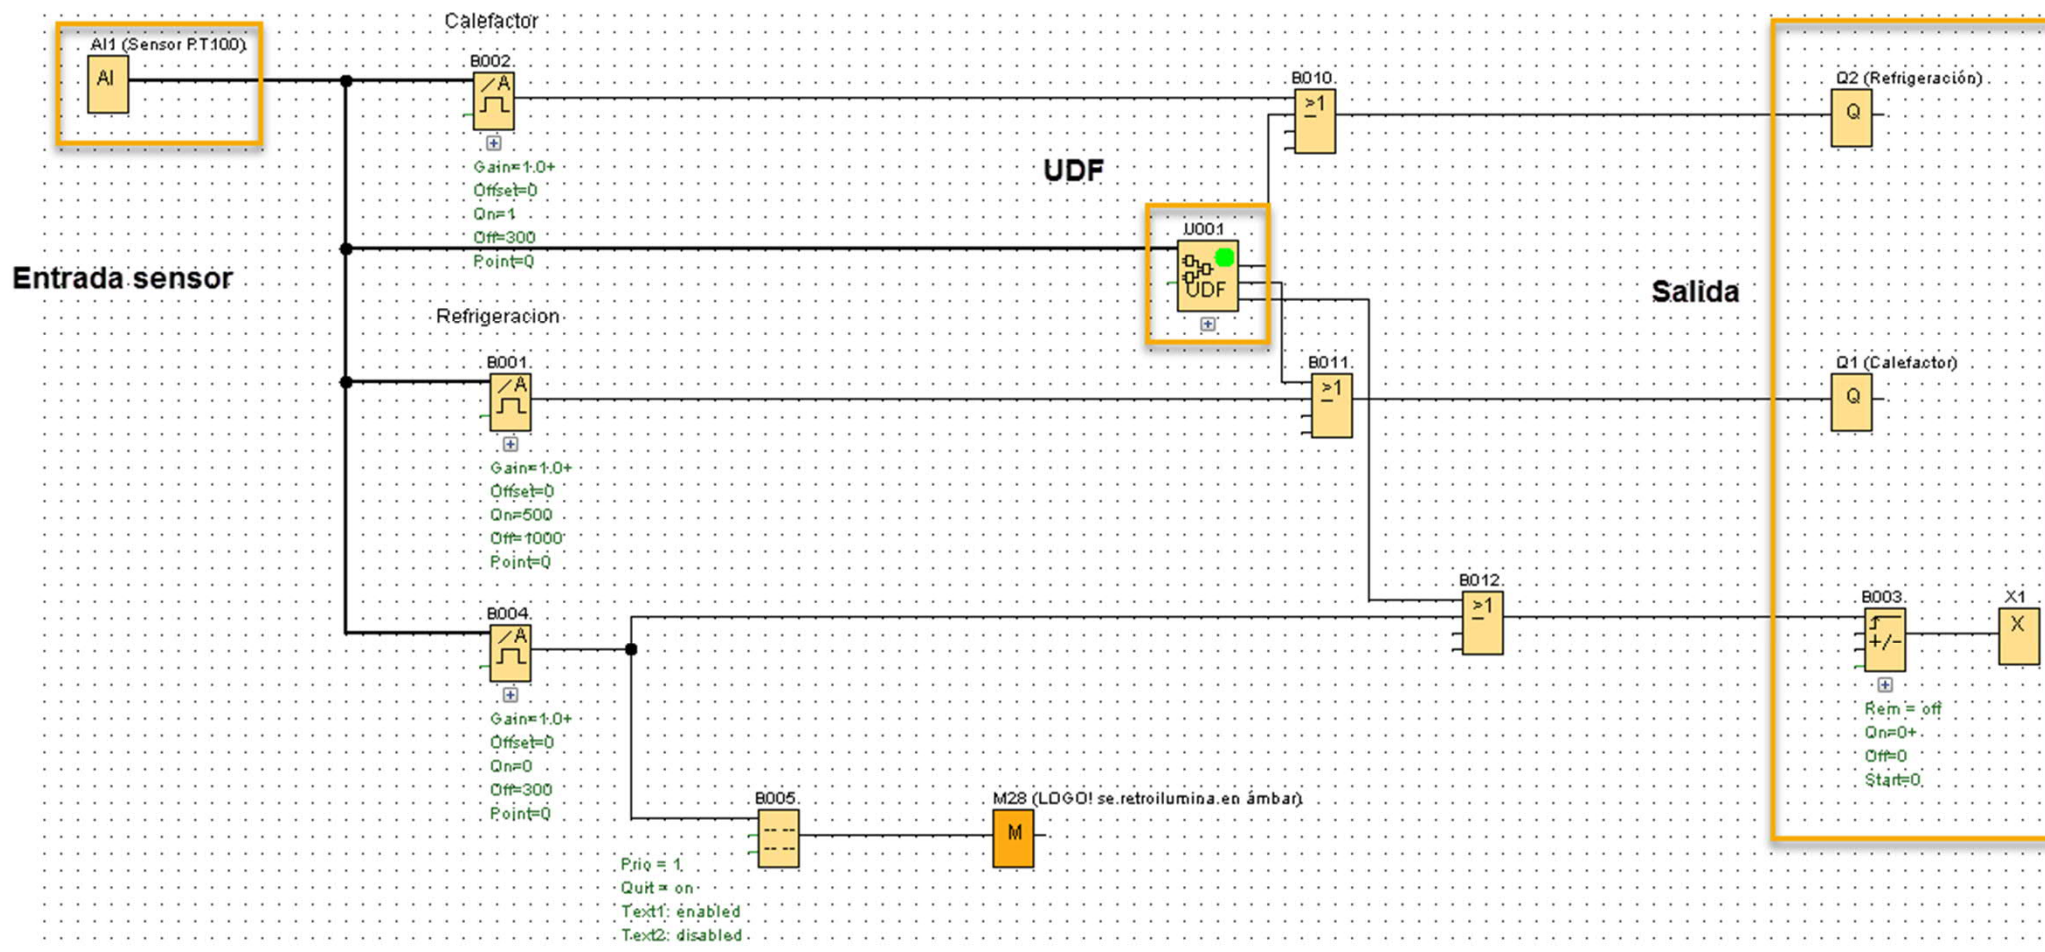 Calefactor
AI1 (Sensor PT100)
AI
B002
/A
Gain=1.0+
Offset=0
On=1
Off=300
Point=0
B010
≥1
Q2 (Refrigeración)
Q
UDF
U001
UDF
Entrada sensor
Salida
Refrigeracion
B001
/A
Gain=1.0+
Offset=0
On=500
Off=1000
Point=0
B011
≥1
Q1 (Calefactor)
Q
B004
/A
Gain=1.0+
Offset=0
On=0
Off=300
Point=0
B012
≥1
B003
+/-
Rem = off
On=0+
Off=0
Start=0
X1
X
B005
Prio = 1
Quit = on
Text1: enabled
Text2: disabled
M28 (LOGO! se retroilumina en ámbar)
M